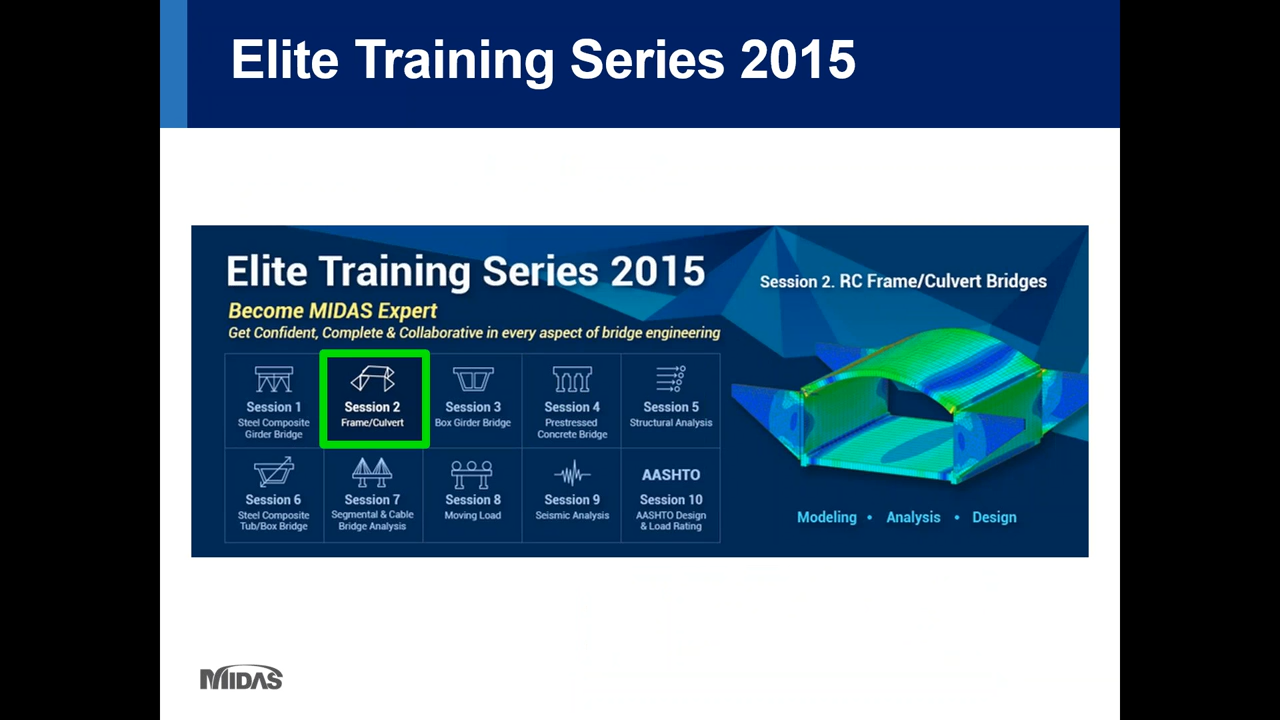 Elite Training Series 2015
Elite Training Series 2015
Become MIDAS Expert
Get Confident, Complete & Collaborative in every aspect of bridge engineering
Session 1
Steel Composite
Girder Bridge
Session 2
Frame/Culvert
Session 3
Box Girder Bridge
Session 4
Prestressed
Concrete Bridge
Session 5
Structural Analysis
Session 6
Steel Composite
Tub/Box Bridge
Session 7
Segmental & Cable
Bridge Analysis
Session 8
Moving Load
Session 9
Seismic Analysis
AASHTO
Session 10
AASHTO Design
& Load Rating
Session 2. RC Frame/Culvert Bridges
Modeling • Analysis • Design
MIDAS